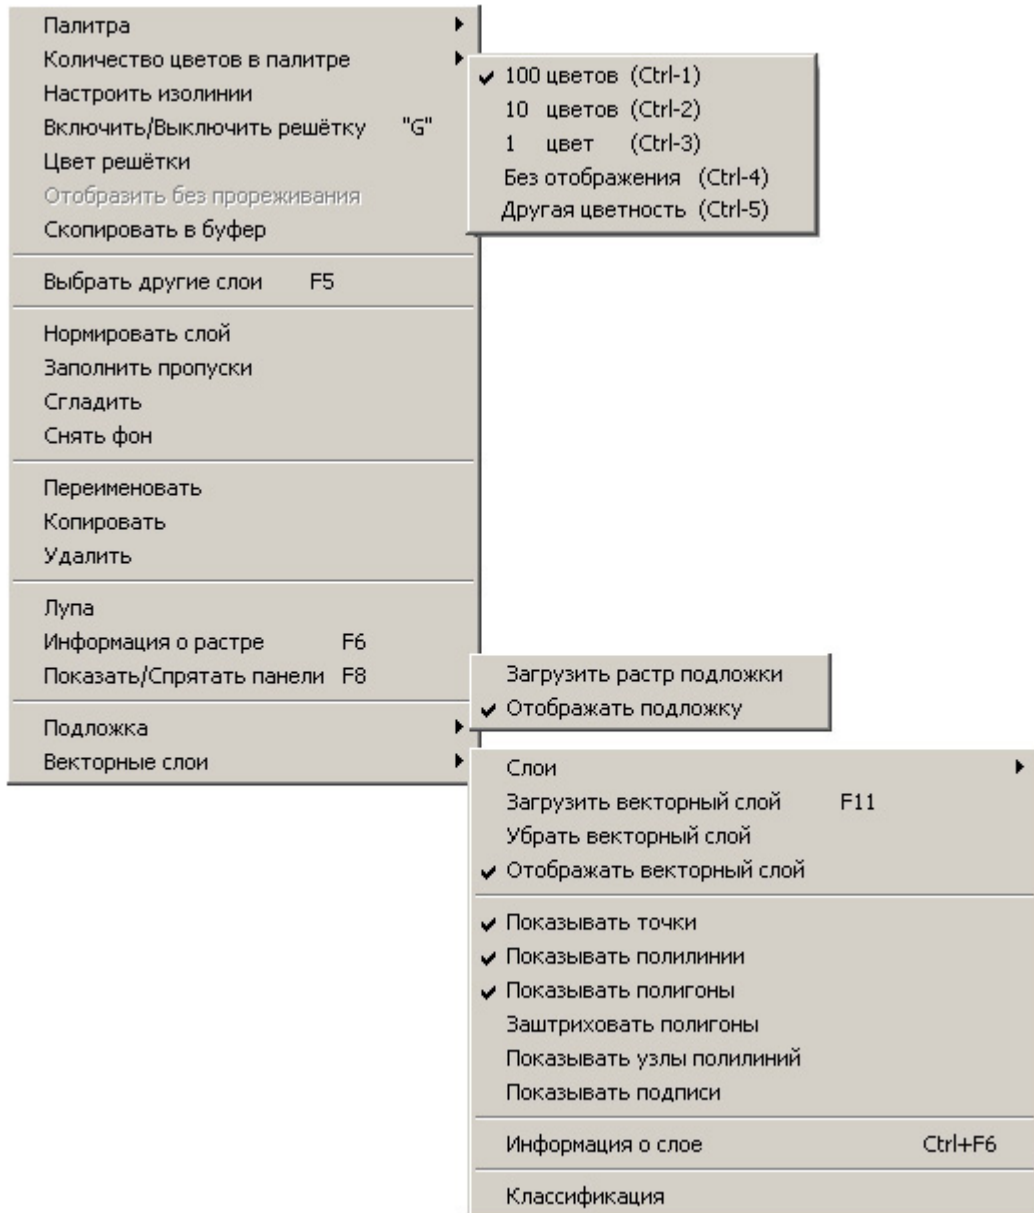 Палитра
Количество цветов в палитре
Настроить изолинии
Включить/Выключить решётку "G"
Цвет решётки
Отобразить без прореживания
Скопировать в буфер
Выбрать другие слои F5
Нормировать слой
Заполнить пропуски
Сгладить
Снять фон
Переименовать
Копировать
Удалить
Лупа
Информация о растре F6
Показать/Спрятать панели F8
Подложка
Векторные слои
100 цветов (Ctrl-1)
10 цветов (Ctrl-2)
1 цвет (Ctrl-3)
Без отображения (Ctrl-4)
Другая цветность (Ctrl-5)
Загрузить растр подложки
Отображать подложку
Слои
Загрузить векторный слой F11
Убрать векторный слой
Отображать векторный слой
Показывать точки
Показывать полилинии
Показывать полигоны
Заштриховать полигоны
Показывать узлы полилиний
Показывать подписи
Информация о слое Ctrl+F6
Классификация